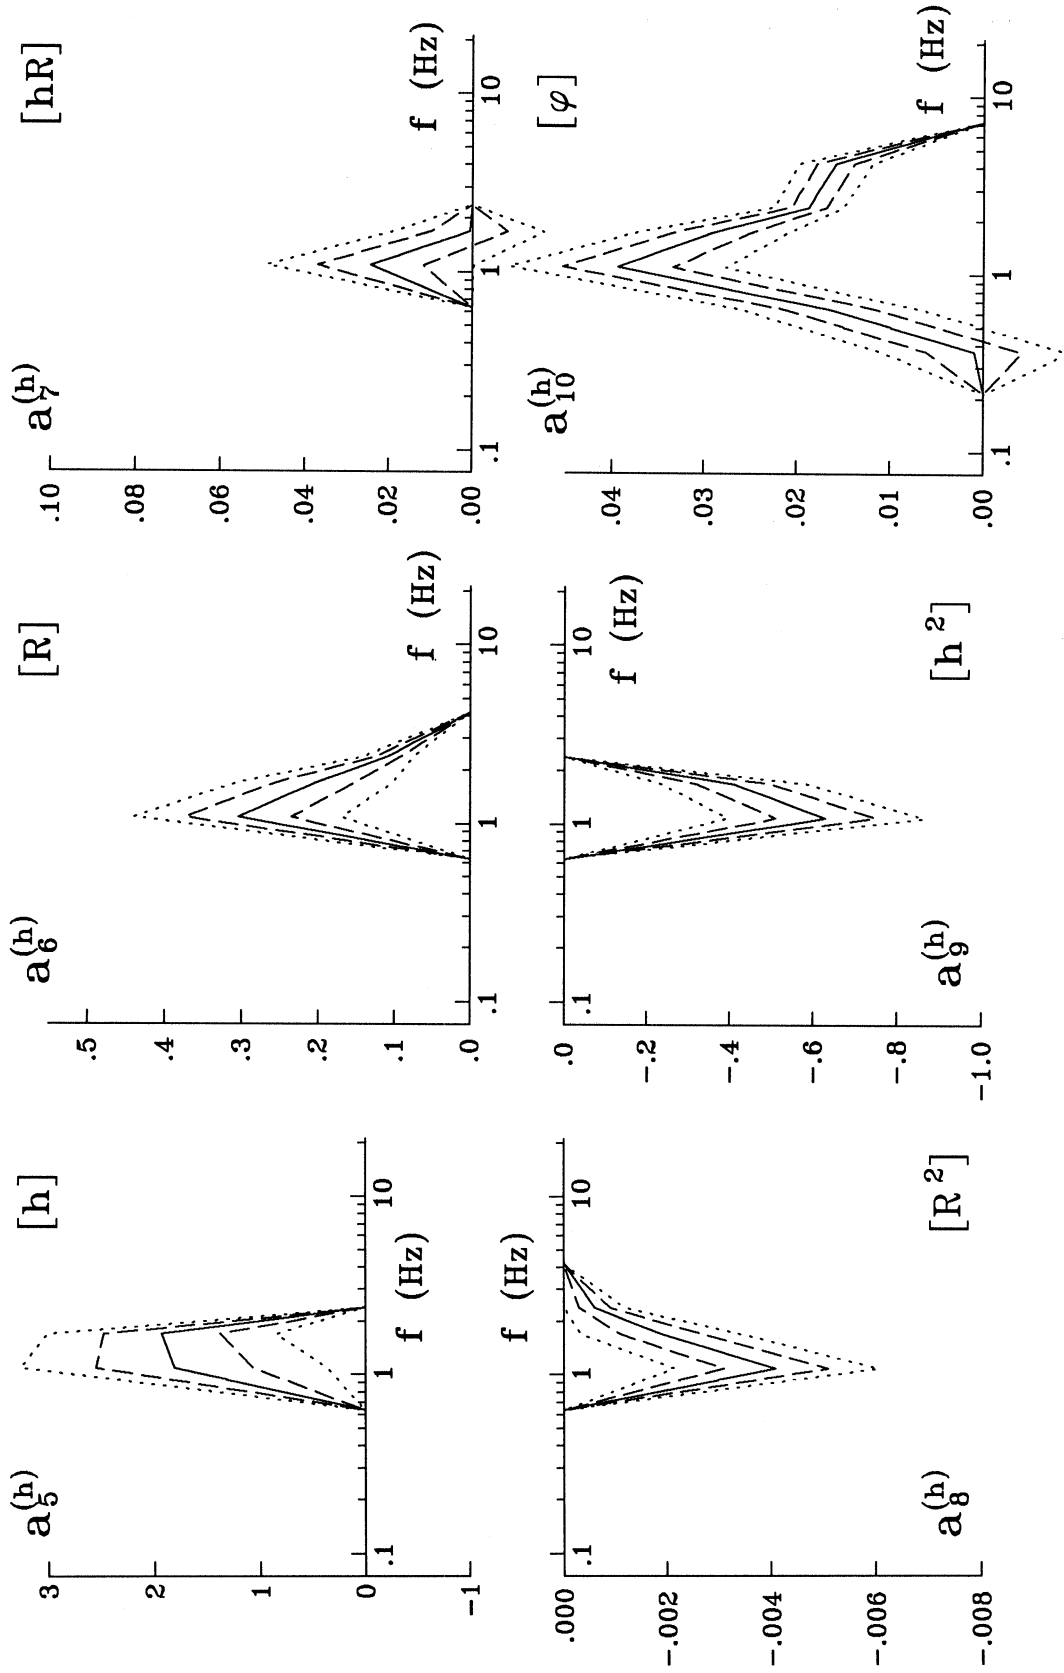 a5(h) [h]
3
2
1
0
-1
.1 1 10
f (Hz)
a6(h) [R]
.5
.4
.3
.2
.1
.0
.1 1 10
f (Hz)
a7(h) [hR]
.10
.08
.06
.04
.02
.00
.1 1 10
f (Hz)
f (Hz)
.000
-.002
-.004
-.006
-.008
.1 1 10
a8(h) [R2]
.0
-.2
-.4
-.6
-.8
-1.0
.1 1 10
f (Hz)
a9(h) [h2]
a10(h) [φ]
.04
.03
.02
.01
.00
.1 1 10
f (Hz)